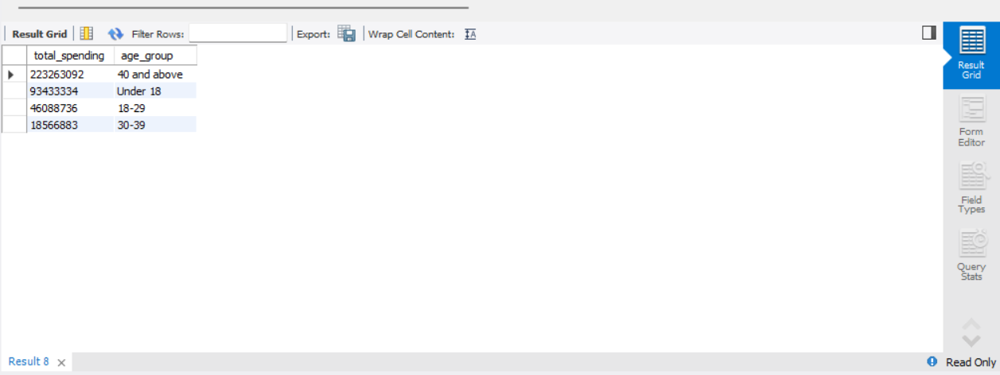 Result Grid Filter Rows: Export: Wrap Cell Content:
total_spending age_group
223263092 40 and above
93433334 Under 18
46088736 18-29
18566883 30-39
Result
Grid
Form
Editor
Field
Types
Query
Stats
Result 8 Read Only